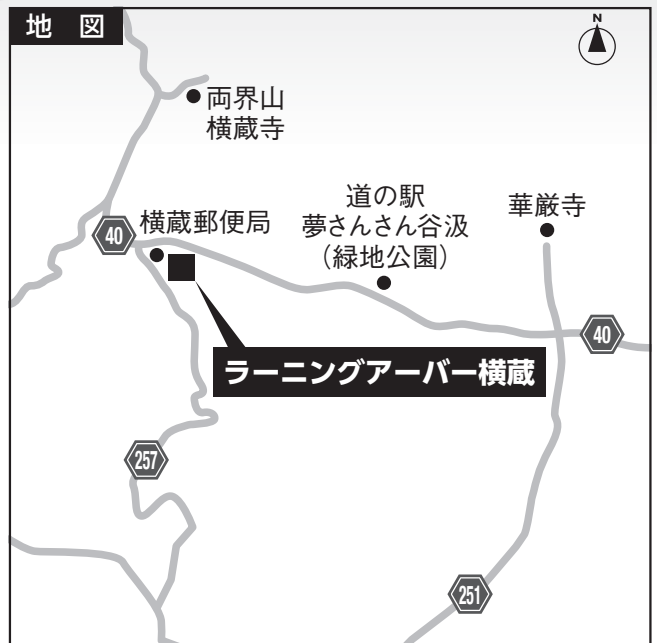 地 図
N
両界山
横蔵寺
道の駅
夢さんさん谷汲
(緑地公園)
華厳寺
40
横蔵郵便局
40
ラーニングアーバー横蔵
257
251